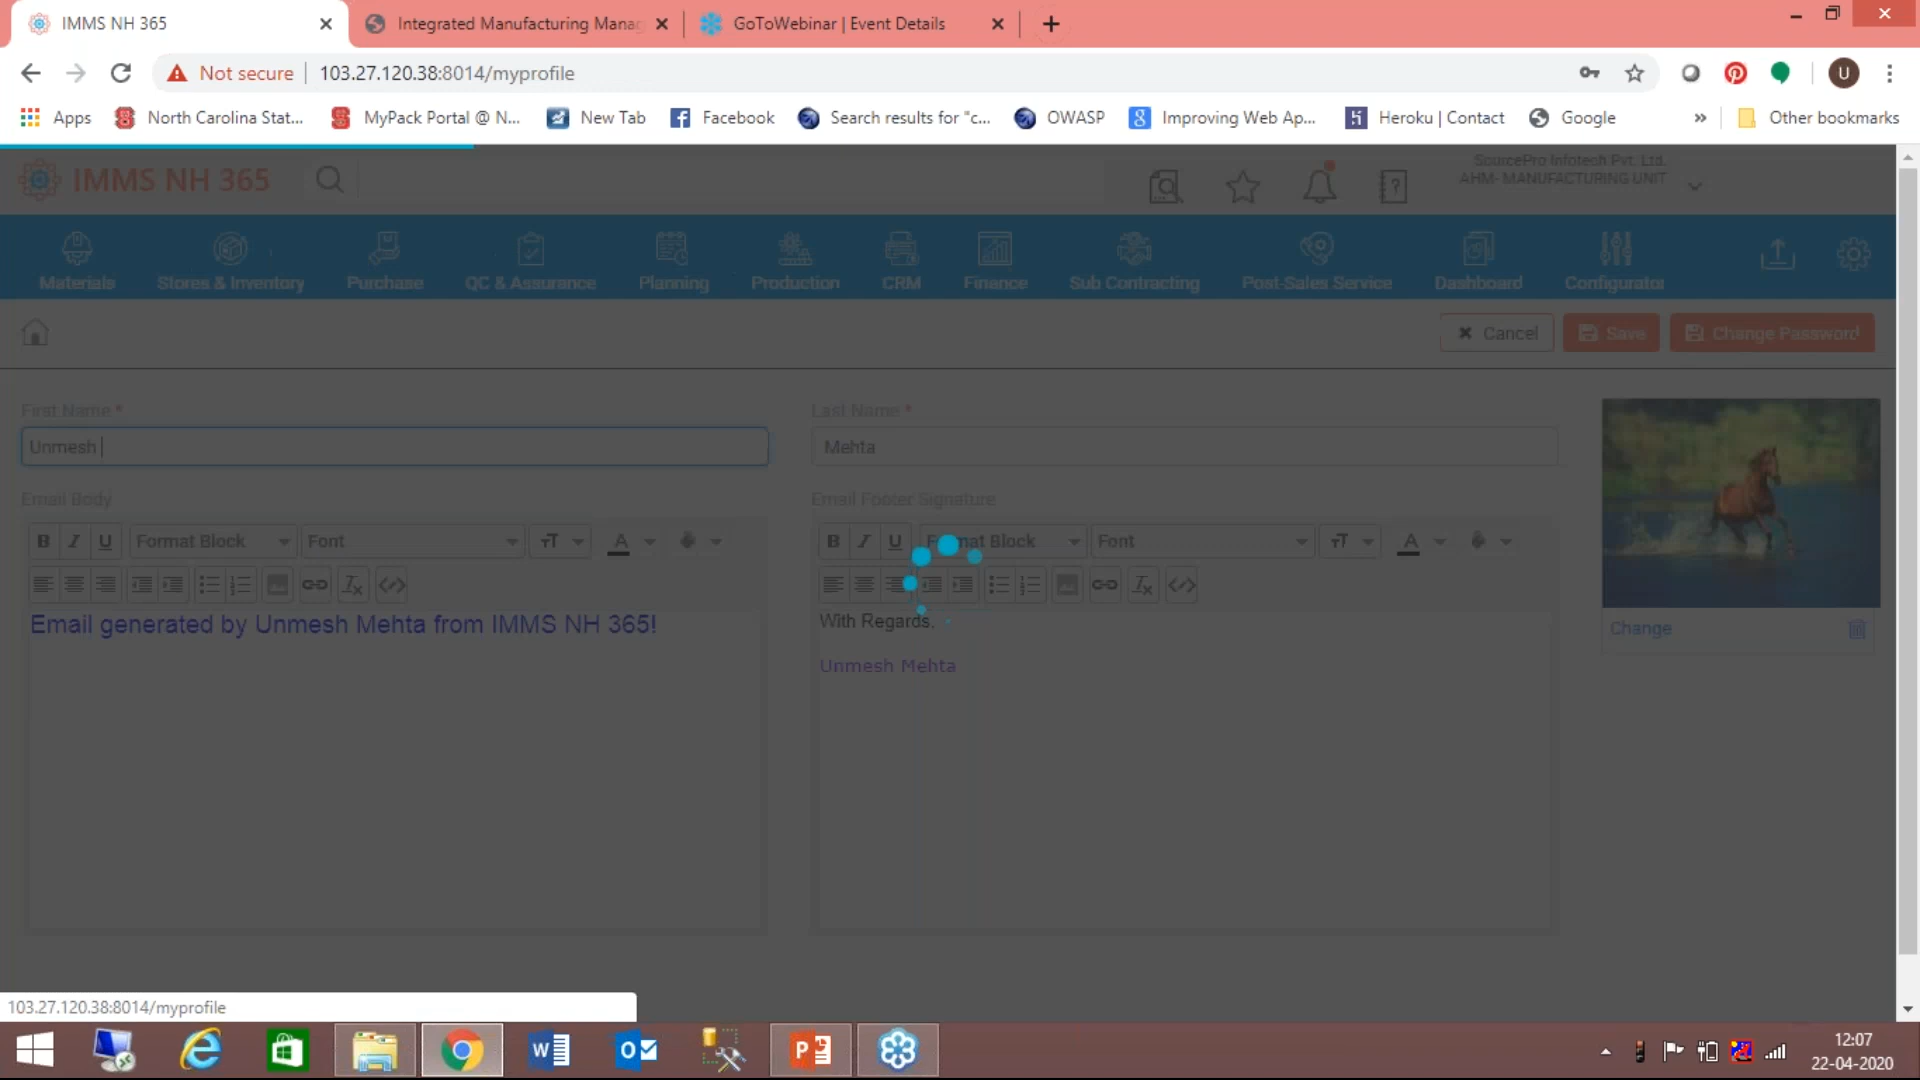 IMMS NH 365
Integrated Manufacturing Manag
GoToWebinar | Event Details
Not secure
103.27.120.38:8014/myprofile
U
Apps
North Carolina Stat...
MyPack Portal @ N...
New Tab
Facebook
Search results for "c...
OWASP
Improving Web Ap...
Heroku | Contact
Google
»
Other bookmarks
IMMS NH 365
SourcePro Infotech Pvt. Ltd.
AHM- MANUFACTURING UNIT
Materials
Stores & Inventory
Purchase
QC & Assurance
Planning
Production
CRM
Finance
Sub Contracting
Post-Sales Service
Dashboard
Configurator
Cancel
Save
Change Password
First Name *
Last Name *
Unmesh
Mehta
Email Body
Email Footer Signature
B I U Format Block Font
B I U Format Block Font
Email generated by Unmesh Mehta from IMMS NH 365!
With Regards,
Unmesh Mehta
Change
103.27.120.38:8014/myprofile
12:07
22-04-2020